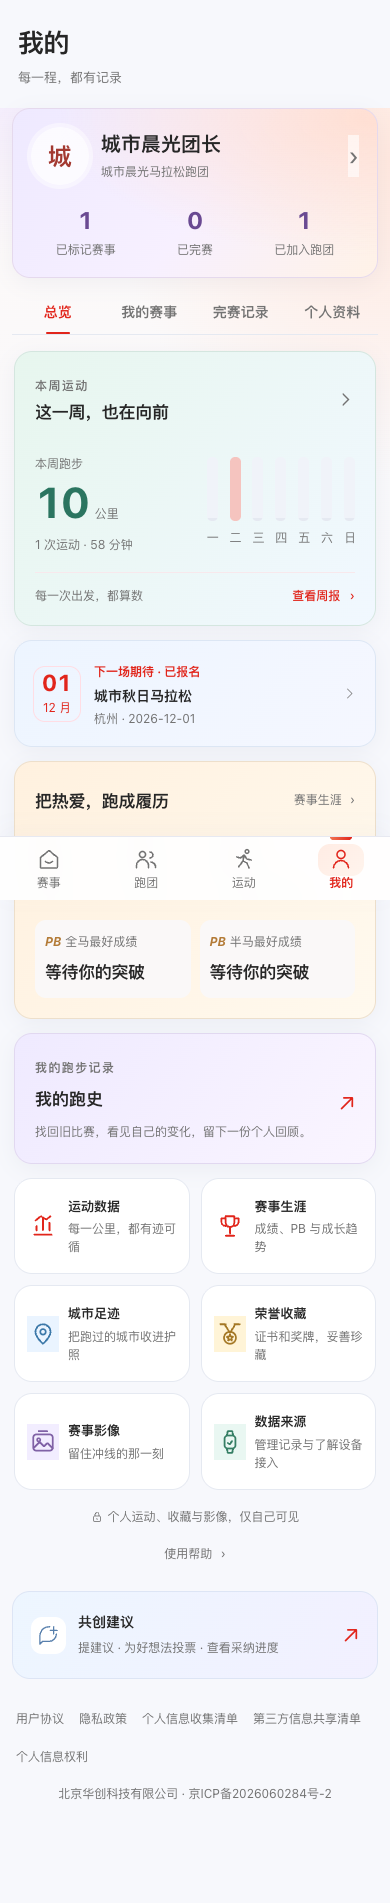 我的
每一程，都有记录
城
城市晨光团长
城市晨光马拉松跑团
›
1 0 1
已标记赛事 已完赛 已加入跑团
总览 我的赛事 完赛记录 个人资料
本周运动
这一周，也在向前
本周跑步
10 公里
1 次运动 · 58 分钟
一 二 三 四 五 六 日
每一次出发，都算数 查看周报 ›
01
12 月
下一场期待 · 已报名
城市秋日马拉松
杭州 · 2026-12-01
把热爱，跑成履历 赛事生涯 ›
赛事 跑团 运动 我的
PB 全马最好成绩
等待你的突破
PB 半马最好成绩
等待你的突破
我的跑步记录
我的跑史
找回旧比赛，看见自己的变化，留下一份个人回顾。
运动数据
每一公里，都有迹可
循
赛事生涯
成绩、PB 与成长趋
势
城市足迹
把跑过的城市收进护
照
荣誉收藏
证书和奖牌，妥善珍
藏
赛事影像
留住冲线的那一刻
数据来源
管理记录与了解设备
接入
个人运动、收藏与影像，仅自己可见
使用帮助 ›
共创建议
提建议 · 为好想法投票 · 查看采纳进度
用户协议 隐私政策 个人信息收集清单 第三方信息共享清单
个人信息权利
北京华创科技有限公司 · 京ICP备2026060284号-2